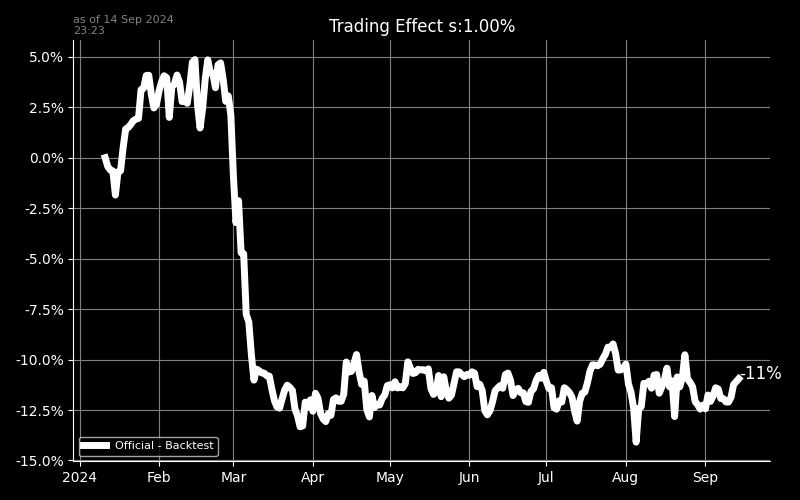 as of 14 Sep 2024
23:23
Trading Effect s:1.00%
5.0%
2.5%
0.0%
-2.5%
-5.0%
-7.5%
-10.0%
-12.5%
-15.0%
-11%
Official - Backtest
2024 Feb Mar Apr May Jun Jul Aug Sep